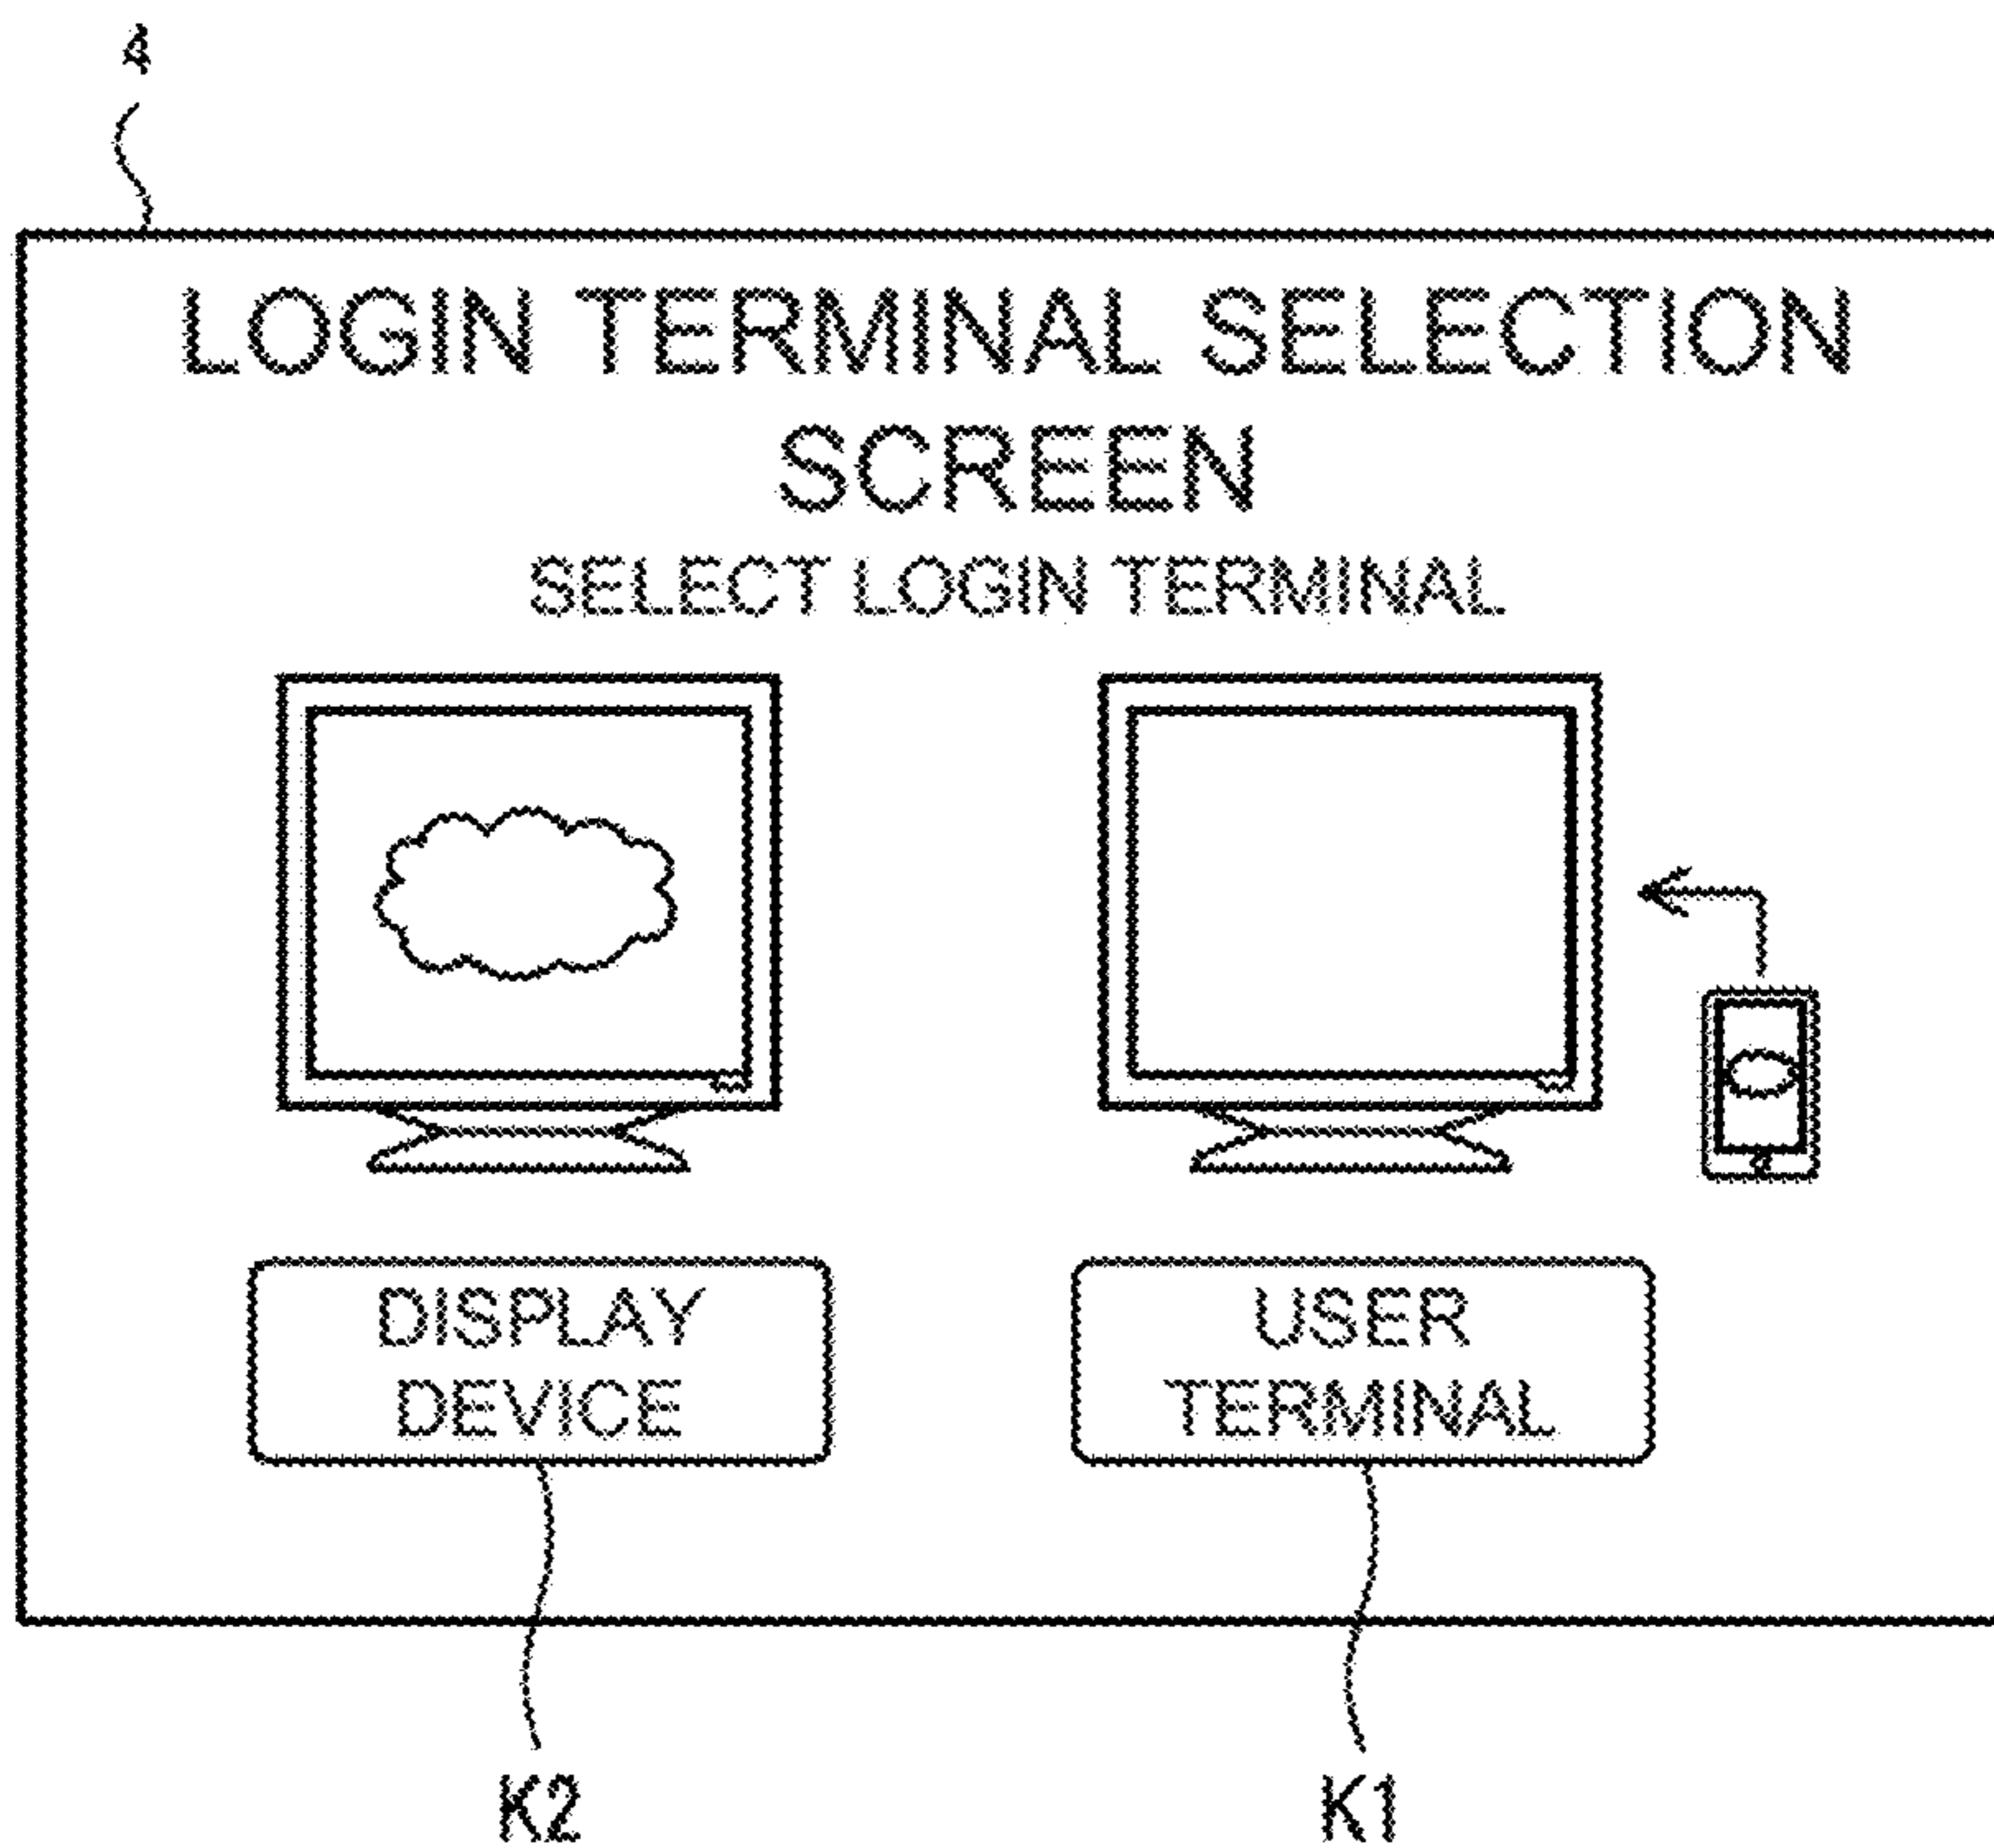 4
LOGIN TERMINAL SELECTION
SCREEN
SELECT LOGIN TERMINAL
DISPLAY
DEVICE
USER
TERMINAL
K2
K1